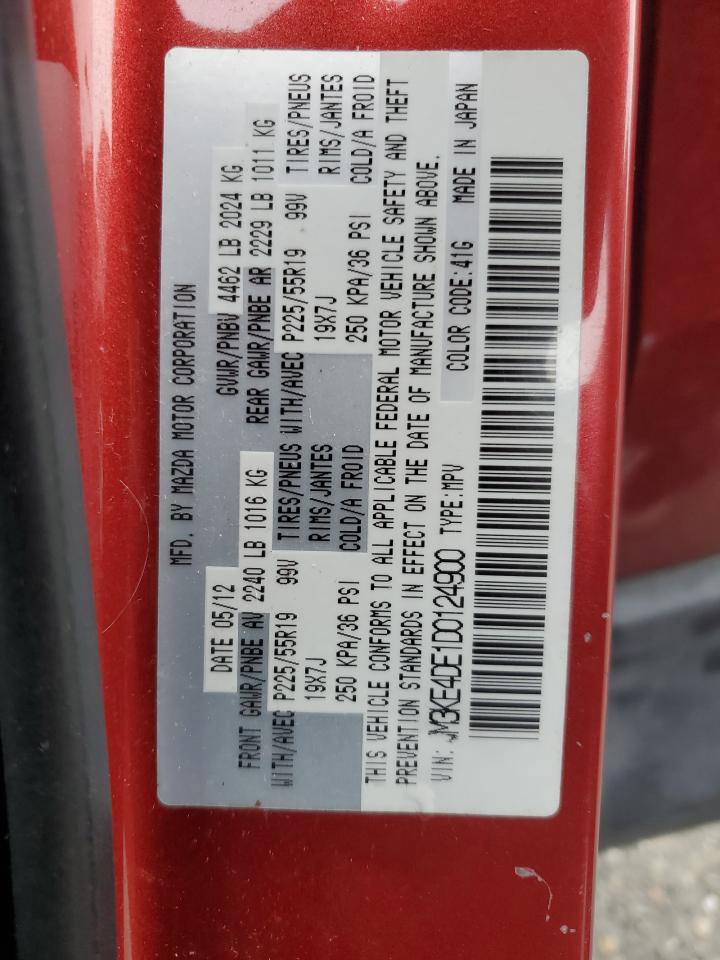 MFD. BY MAZDA MOTOR CORPORATION
DATE 05/12 GVWR/PNBV 4462 LB 2024 KG
FRONT GAWR/PNBE AV 2240 LB 1016 KG REAR GAWR/PNBE AR 2229 LB 1011 KG
WITH/AVEC P225/55R19 99V TIRES/PNEUS WITH/AVEC P225/55R19 99V TIRES/PNEUS
19X7J RIMS/JANTES 19X7J RIMS/JANTES
250 KPA/36 PSI COLD/A FROID 250 KPA/36 PSI COLD/A FROID
THIS VEHICLE CONFORMS TO ALL APPLICABLE FEDERAL MOTOR VEHICLE SAFETY AND THEFT
PREVENTION STANDARDS IN EFFECT ON THE DATE OF MANUFACTURE SHOWN ABOVE.
VIN: JM3KE4DE1D0124900 TYPE:MPV COLOR CODE:41G MADE IN JAPAN